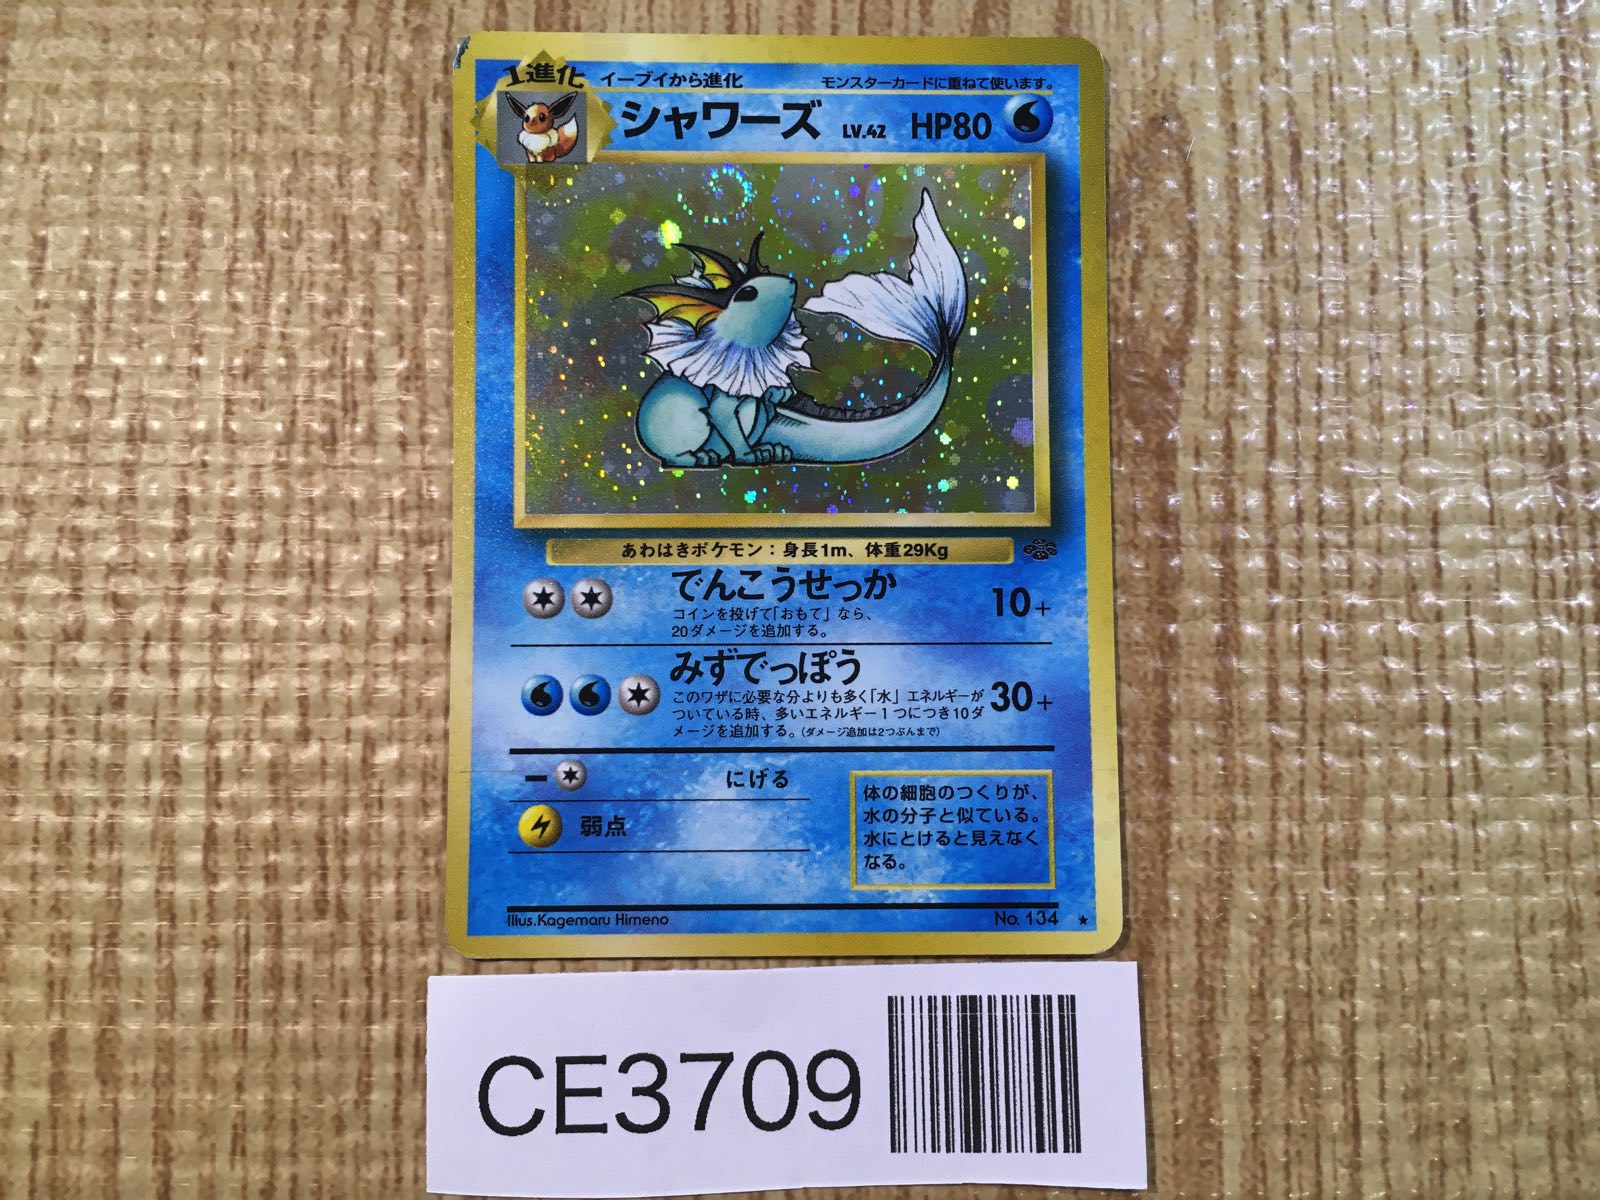 1進化
イーブイから進化
モンスターカードに重ねて使います。
シャワーズ LV.42 HP80
あわはきポケモン：身長1m、体重29Kg
でんこうせっか 10+
コインを投げて「おもて」なら、
20ダメージを追加する。
みずでっぽう 30+
このワザに必要な分よりも多く「水」エネルギーが
ついている時、多いエネルギー1つにつき10ダ
メージを追加する。(ダメージ追加は2つぶんまで)
にげる
弱点
体の細胞のつくりが、
水の分子と似ている。
水にとけると見えなく
なる。
Illus.Kagemaru Himeno
No. 134 ★
CE3709